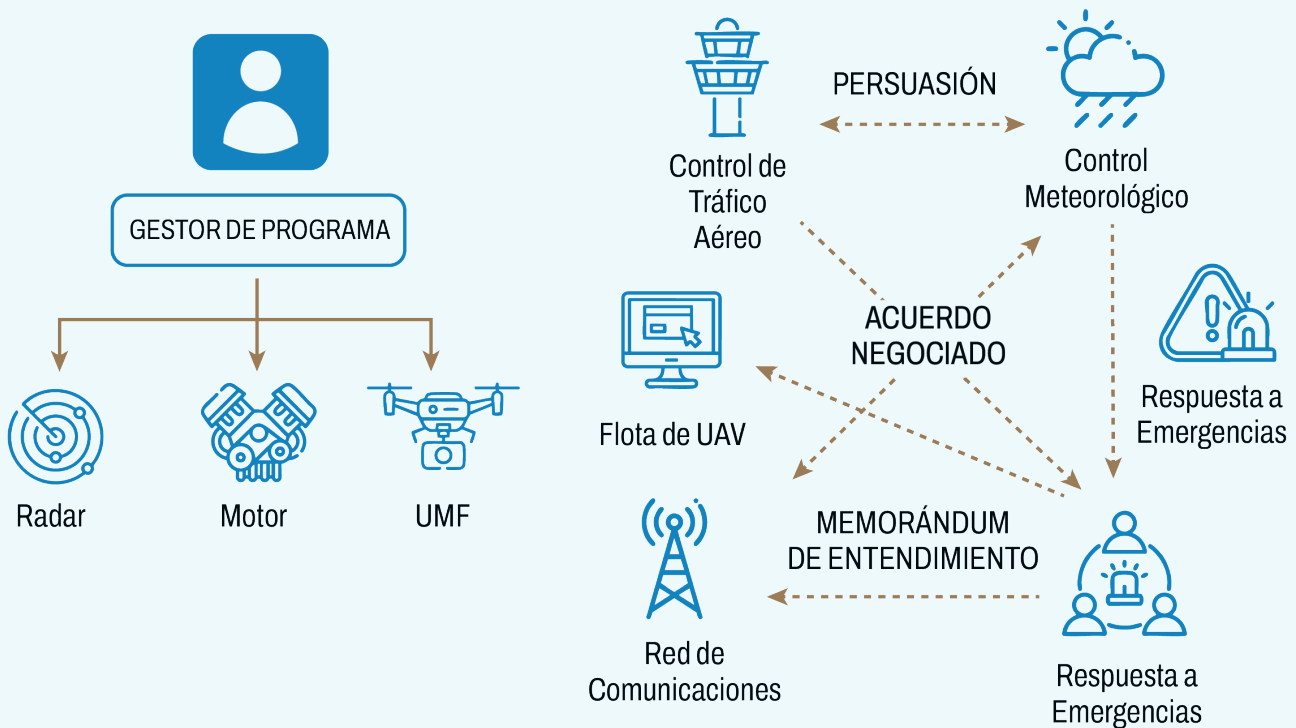 GESTOR DE PROGRAMA
Radar
Motor
UMF
PERSUASIÓN
Control de
Tráfico
Aéreo
Control
Meteorológico
ACUERDO
NEGOCIADO
Flota de UAV
Respuesta a
Emergencias
MEMORÁNDUM
DE ENTENDIMIENTO
Red de
Comunicaciones
Respuesta a
Emergencias